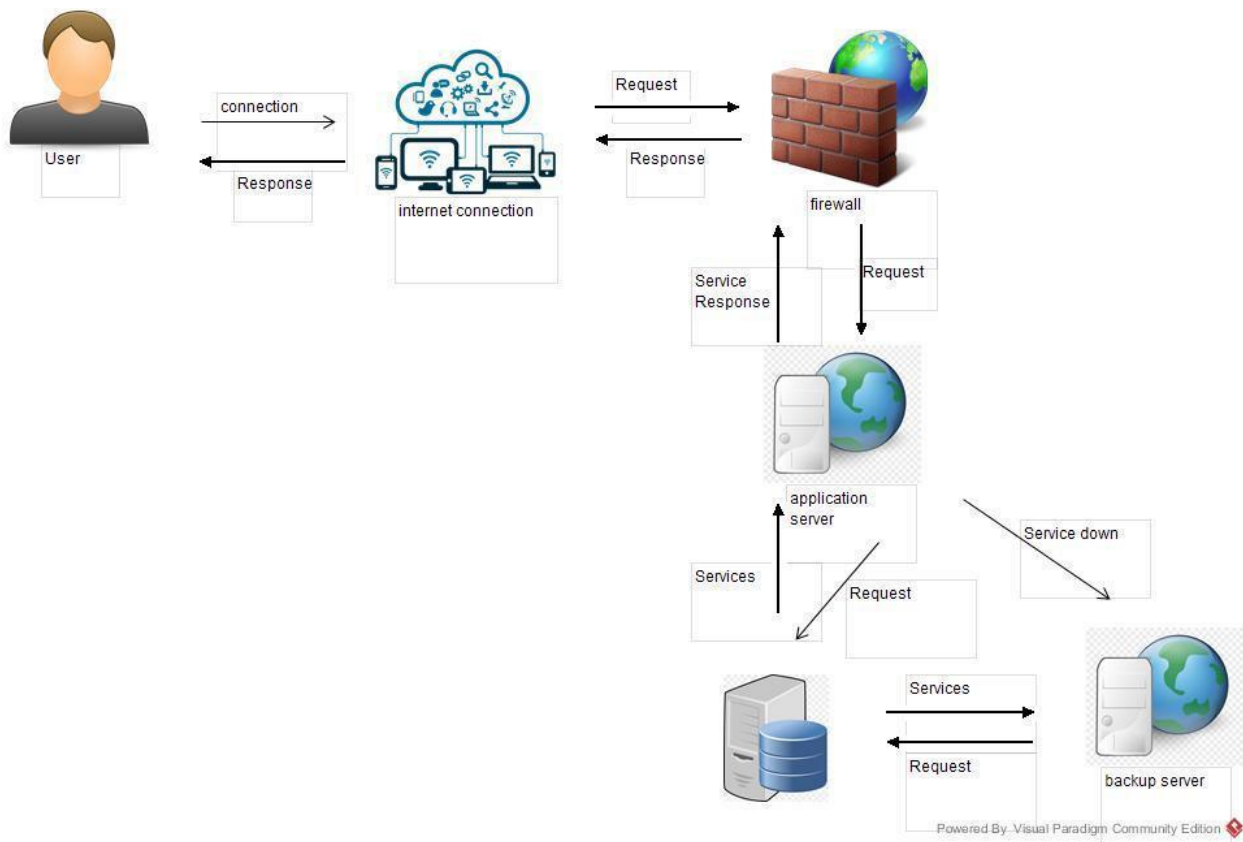 connection
Request
Response
User
Response
internet connection
firewall
Service
Response
Request
application
server
Service down
Services
Request
Services
Request
backup server
Powered By Visual Paradigm Community Edition